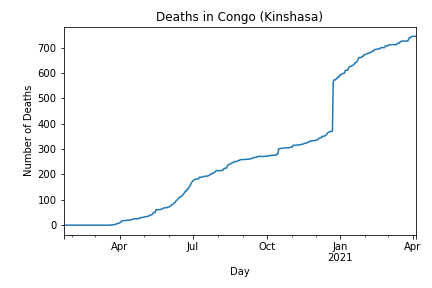 Deaths in Congo (Kinshasa)
Number of Deaths
700
600
500
400
300
200
100
0
Apr
Jul
Oct
Jan
2021
Apr
Day